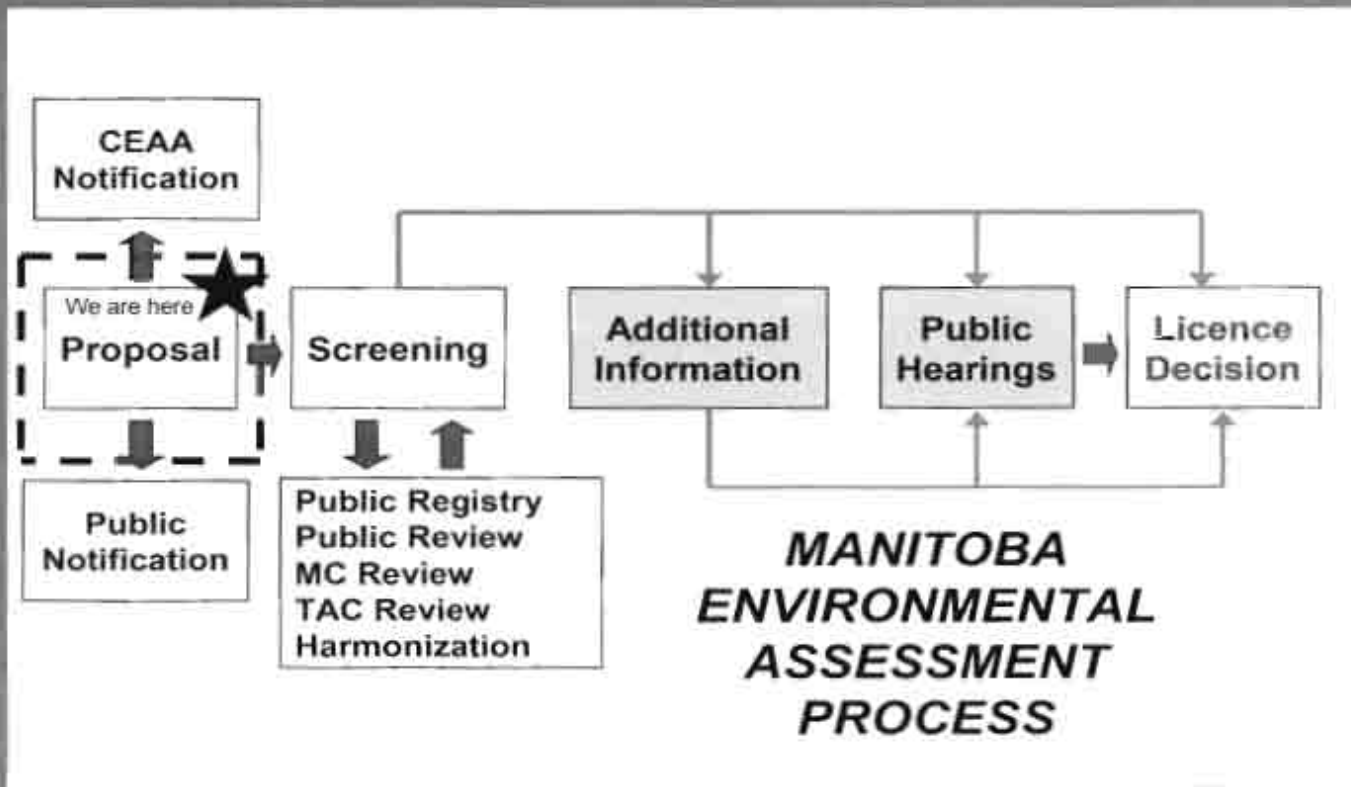 CEAA
Notification
We are here
Proposal
Screening
Additional
Information
Public
Hearings
Licence
Decision
Public
Notification
Public Registry
Public Review
MC Review
TAC Review
Harmonization
MANITOBA
ENVIRONMENTAL
ASSESSMENT
PROCESS